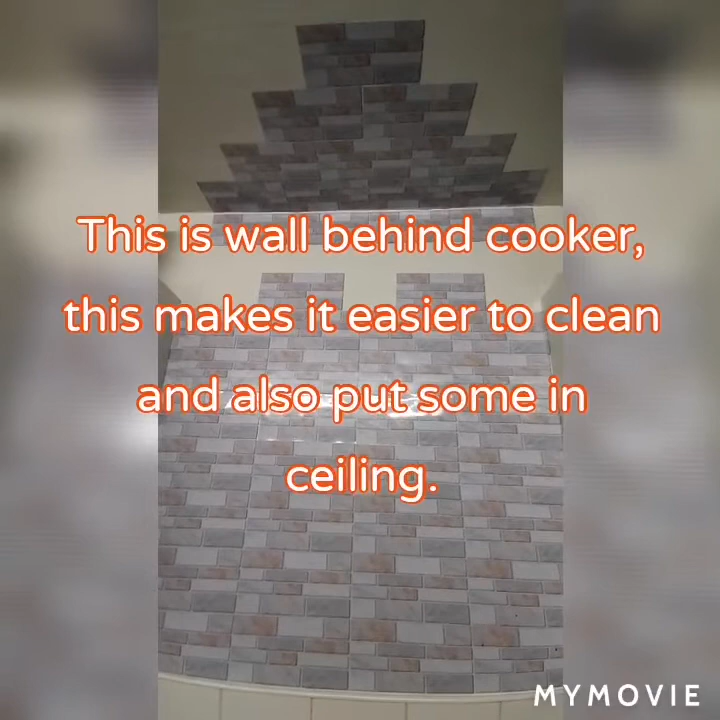 This is wall behind cooker,
this makes it easier to clean
and also put some in
ceiling.
MYMOVIE